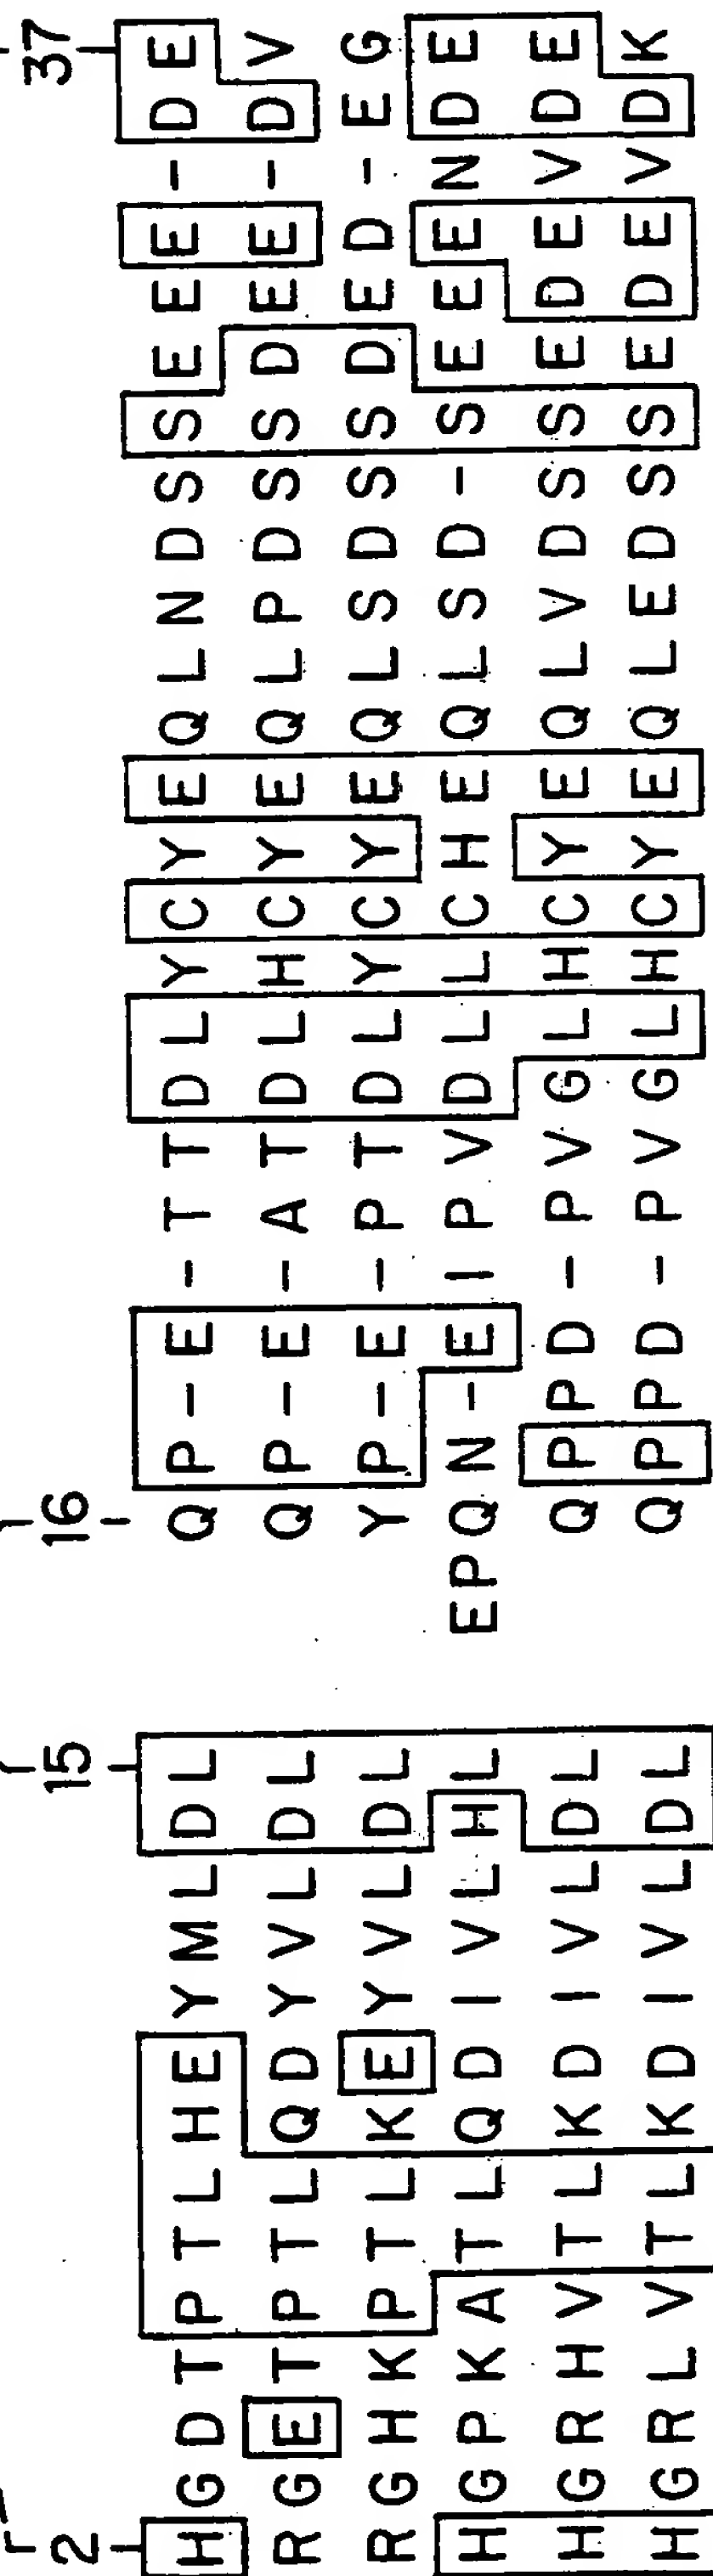 2 15 16 37
HGDTPTLHEYMLDL QP-E-TTDLYCYEQLNDSSEEE-DE
RGETPTLQDYVLDL QP-E-ATDLHCYEQLPDSSDEE-DV
RGHKPTLKEYVLDL YP-E-PTDLYCYEQLSDSSDED-EG
HGPKATLQDIVLHL EPQN-EIPVDLLCHEQLSD-SEEENDE
HGRHVTLKDIVLDL QPPD-PVGLHCYEQLVDSSEDEVDE
HGRLVTLKDIVLDL QPPD-PVGLHCYEQLEDSSEDEVDK